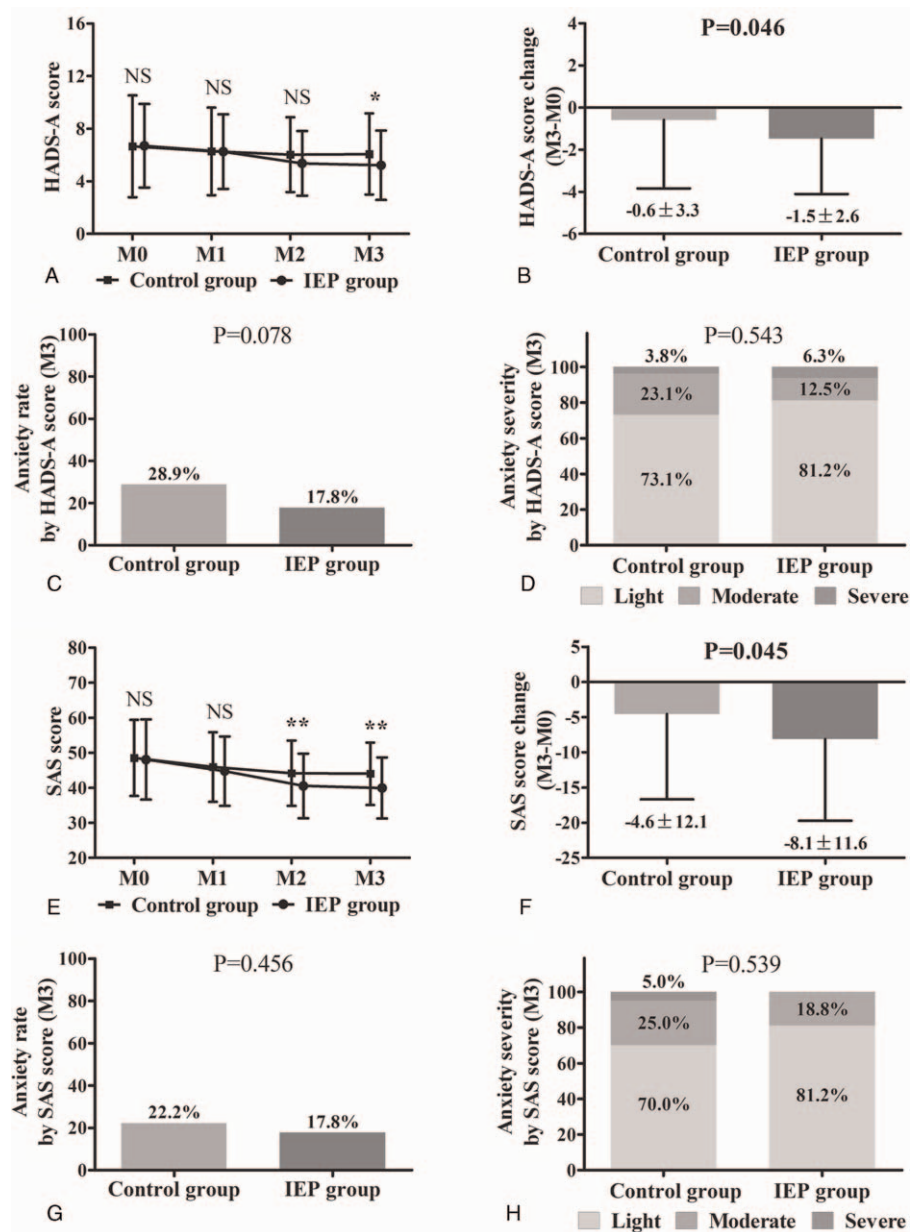 16
12
8
4
0
HADS-A score
NS
NS
NS
*
M0 M1 M2 M3
A
Control group IEP group
P=0.046
4
2
0
-2
-4
-6
HADS-A score change
(M3-M0)
-0.6±3.3
-1.5±2.6
Control group IEP group
B
P=0.078
100
80
60
40
20
0
Anxiety rate
by HADS-A score (M3)
28.9%
17.8%
Control group IEP group
C
P=0.543
100
80
60
40
20
0
Anxiety severity
by HADS-A score (M3)
3.8% 6.3%
23.1% 12.5%
73.1% 81.2%
Control group IEP group
D
Light Moderate Severe
80
70
60
50
40
30
20
SAS score
NS
NS
**
**
M0 M1 M2 M3
E
Control group IEP group
P=0.045
5
0
-5
-10
-15
-20
-25
SAS score change
(M3-M0)
-4.6±12.1
-8.1±11.6
Control group IEP group
F
P=0.456
100
80
60
40
20
0
Anxiety rate
by SAS score (M3)
22.2%
17.8%
Control group IEP group
G
P=0.539
100
80
60
40
20
0
Anxiety severity
by SAS score (M3)
5.0%
25.0% 18.8%
70.0% 81.2%
Control group IEP group
H
Light Moderate Severe